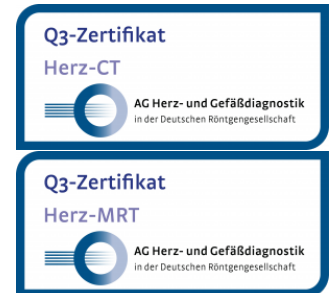 Q3-Zertifikat
Herz-CT
AG Herz- und Gefäßdiagnostik
in der Deutschen Röntgengesellschaft
Q3-Zertifikat
Herz-MRT
AG Herz- und Gefäßdiagnostik
in der Deutschen Röntgengesellschaft